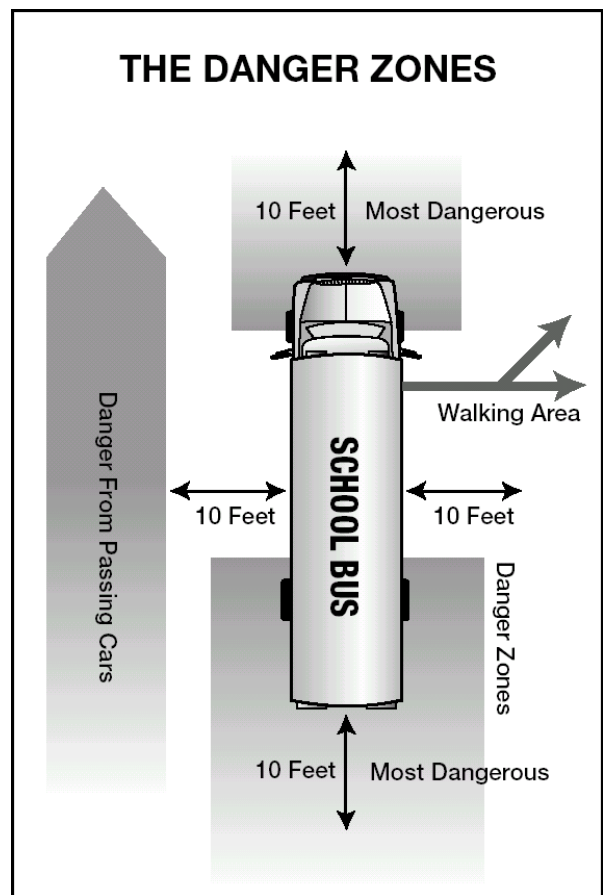 THE DANGER ZONES
10 Feet
Most Dangerous
Walking Area
Danger From Passing Cars
SCHOOL BUS
10 Feet
10 Feet
Danger Zones
10 Feet
Most Dangerous